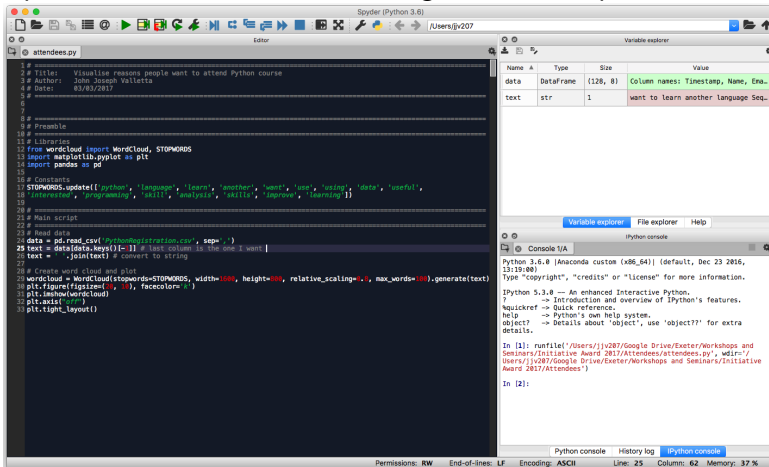 Spyder (Python 3.6)
/Users/jjv207
Editor
attendees.py
1 # ==============================================================================
2 # Title:    Visualise reasons people want to attend Python course
3 # Author:   John Joseph Valletta
4 # Date:     03/03/2017
5 # ==============================================================================
6
7
8 # ==============================================================================
9 # Preamble
10 # ==============================================================================
11 # Libraries
12 from wordcloud import WordCloud, STOPWORDS
13 import matplotlib.pyplot as plt
14 import pandas as pd
15
16 # Constants
17 STOPWORDS.update(['python', 'language', 'learn', 'another', 'want', 'use', 'using', 'data', 'useful',
18 'interested', 'programming', 'skill', 'analysis', 'skills', 'improve', 'learning'])
19
20 # ==============================================================================
21 # Main script
22 # ==============================================================================
23 # Read data
24 data = pd.read_csv('PythonRegistration.csv', sep=',')
25 text = data[data.keys()[-1]] # last column is the one I want
26 text = ' '.join(text) # convert to string
27
28 # Create word cloud and plot
29 wordcloud = WordCloud(stopwords=STOPWORDS, width= height= relative_scaling= max_words=).generate(text)
30 plt.figure(figsize=( ), facecolor='k')
31 plt.imshow(wordcloud)
32 plt.axis("off")
33 plt.tight_layout()
Variable explorer
Name Type Size Value
data DataFrame (128, 8) Column names: Timestamp, Name, Ema…
text str 1 want to learn another language Seq…
Variable explorer File explorer Help
IPython console
Console 1/A
Python 3.6.0 |Anaconda custom (x86_64)| (default, Dec 23 2016,
13:19:00)
Type "copyright", "credits" or "license" for more information.
IPython 5.3.0 -- An enhanced Interactive Python.
?         -> Introduction and overview of IPython's features.
%quickref -> Quick reference.
help      -> Python's own help system.
object?   -> Details about 'object', use 'object??' for extra
details.
In [1]: runfile('/Users/jjv207/Google Drive/Exeter/Workshops and
Seminars/Initiative Award 2017/Attendees/attendees.py', wdir='/
Users/jjv207/Google Drive/Exeter/Workshops and Seminars/Initiative
Award 2017/Attendees')
In [2]:
Python console History log IPython console
Permissions: RW End-of-lines: LF Encoding: ASCII Line: 25 Column: 62 Memory: 37 %